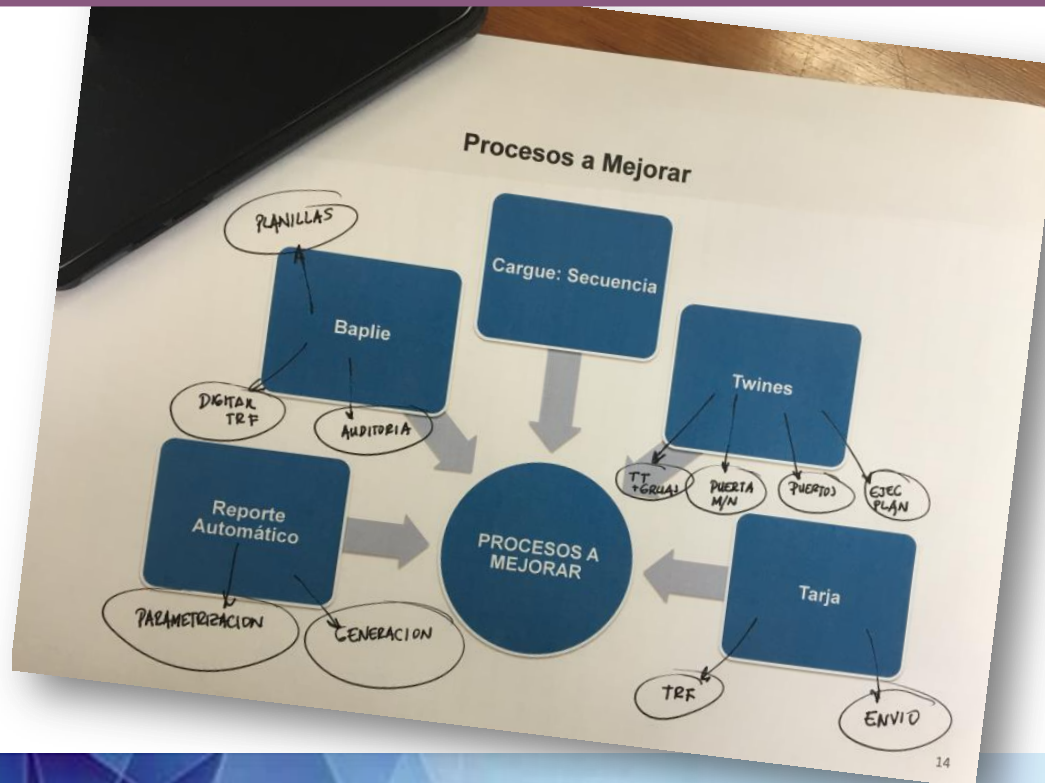 Procesos a Mejorar
PLANILLAS
Cargue: Secuencia
Baplie
Twines
DIGITAR
TRF
AUDITORIA
TT
+GRUAS
PUERTA
M/N
PUERTOS
EJEC
PLAN
Reporte
Automático
PROCESOS A
MEJORAR
Tarja
PARAMETRIZACION
GENERACION
TRF
ENVIO
14